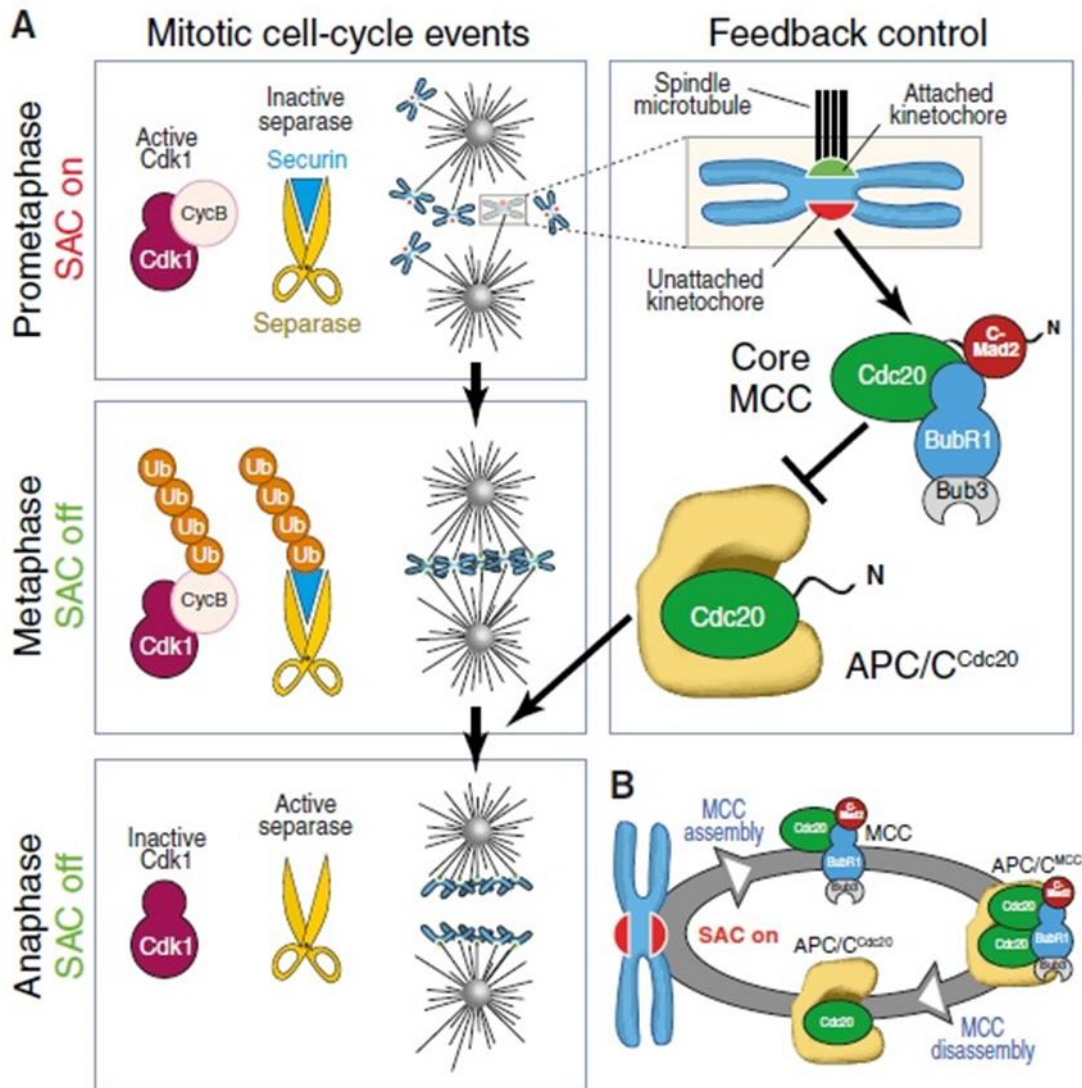 A
Mitotic cell-cycle events
Feedback control
Prometaphase
SAC on
Active
Cdk1
CycB
Cdk1
Inactive
separase
Securin
Separase
Spindle
microtubule
Attached
kinetochore
Unattached
kinetochore
Core
MCC
Cdc20
C-
Mad2
N
BubR1
Bub3
Metaphase
SAC off
Ub
Ub
Ub
Ub
Ub
Ub
Ub
Ub
CycB
Cdk1
Cdc20
N
APC/CCdc20
Anaphase
SAC off
Inactive
Cdk1
Cdk1
Active
separase
B
MCC
assembly
Cdc20
C-
Mad2
MCC
BubR1
Bub3
APC/CMCC
Cdc20
C-
Mad2
Cdc20
BubR1
Bub3
SAC on
APC/CCdc20
Cdc20
MCC
disassembly